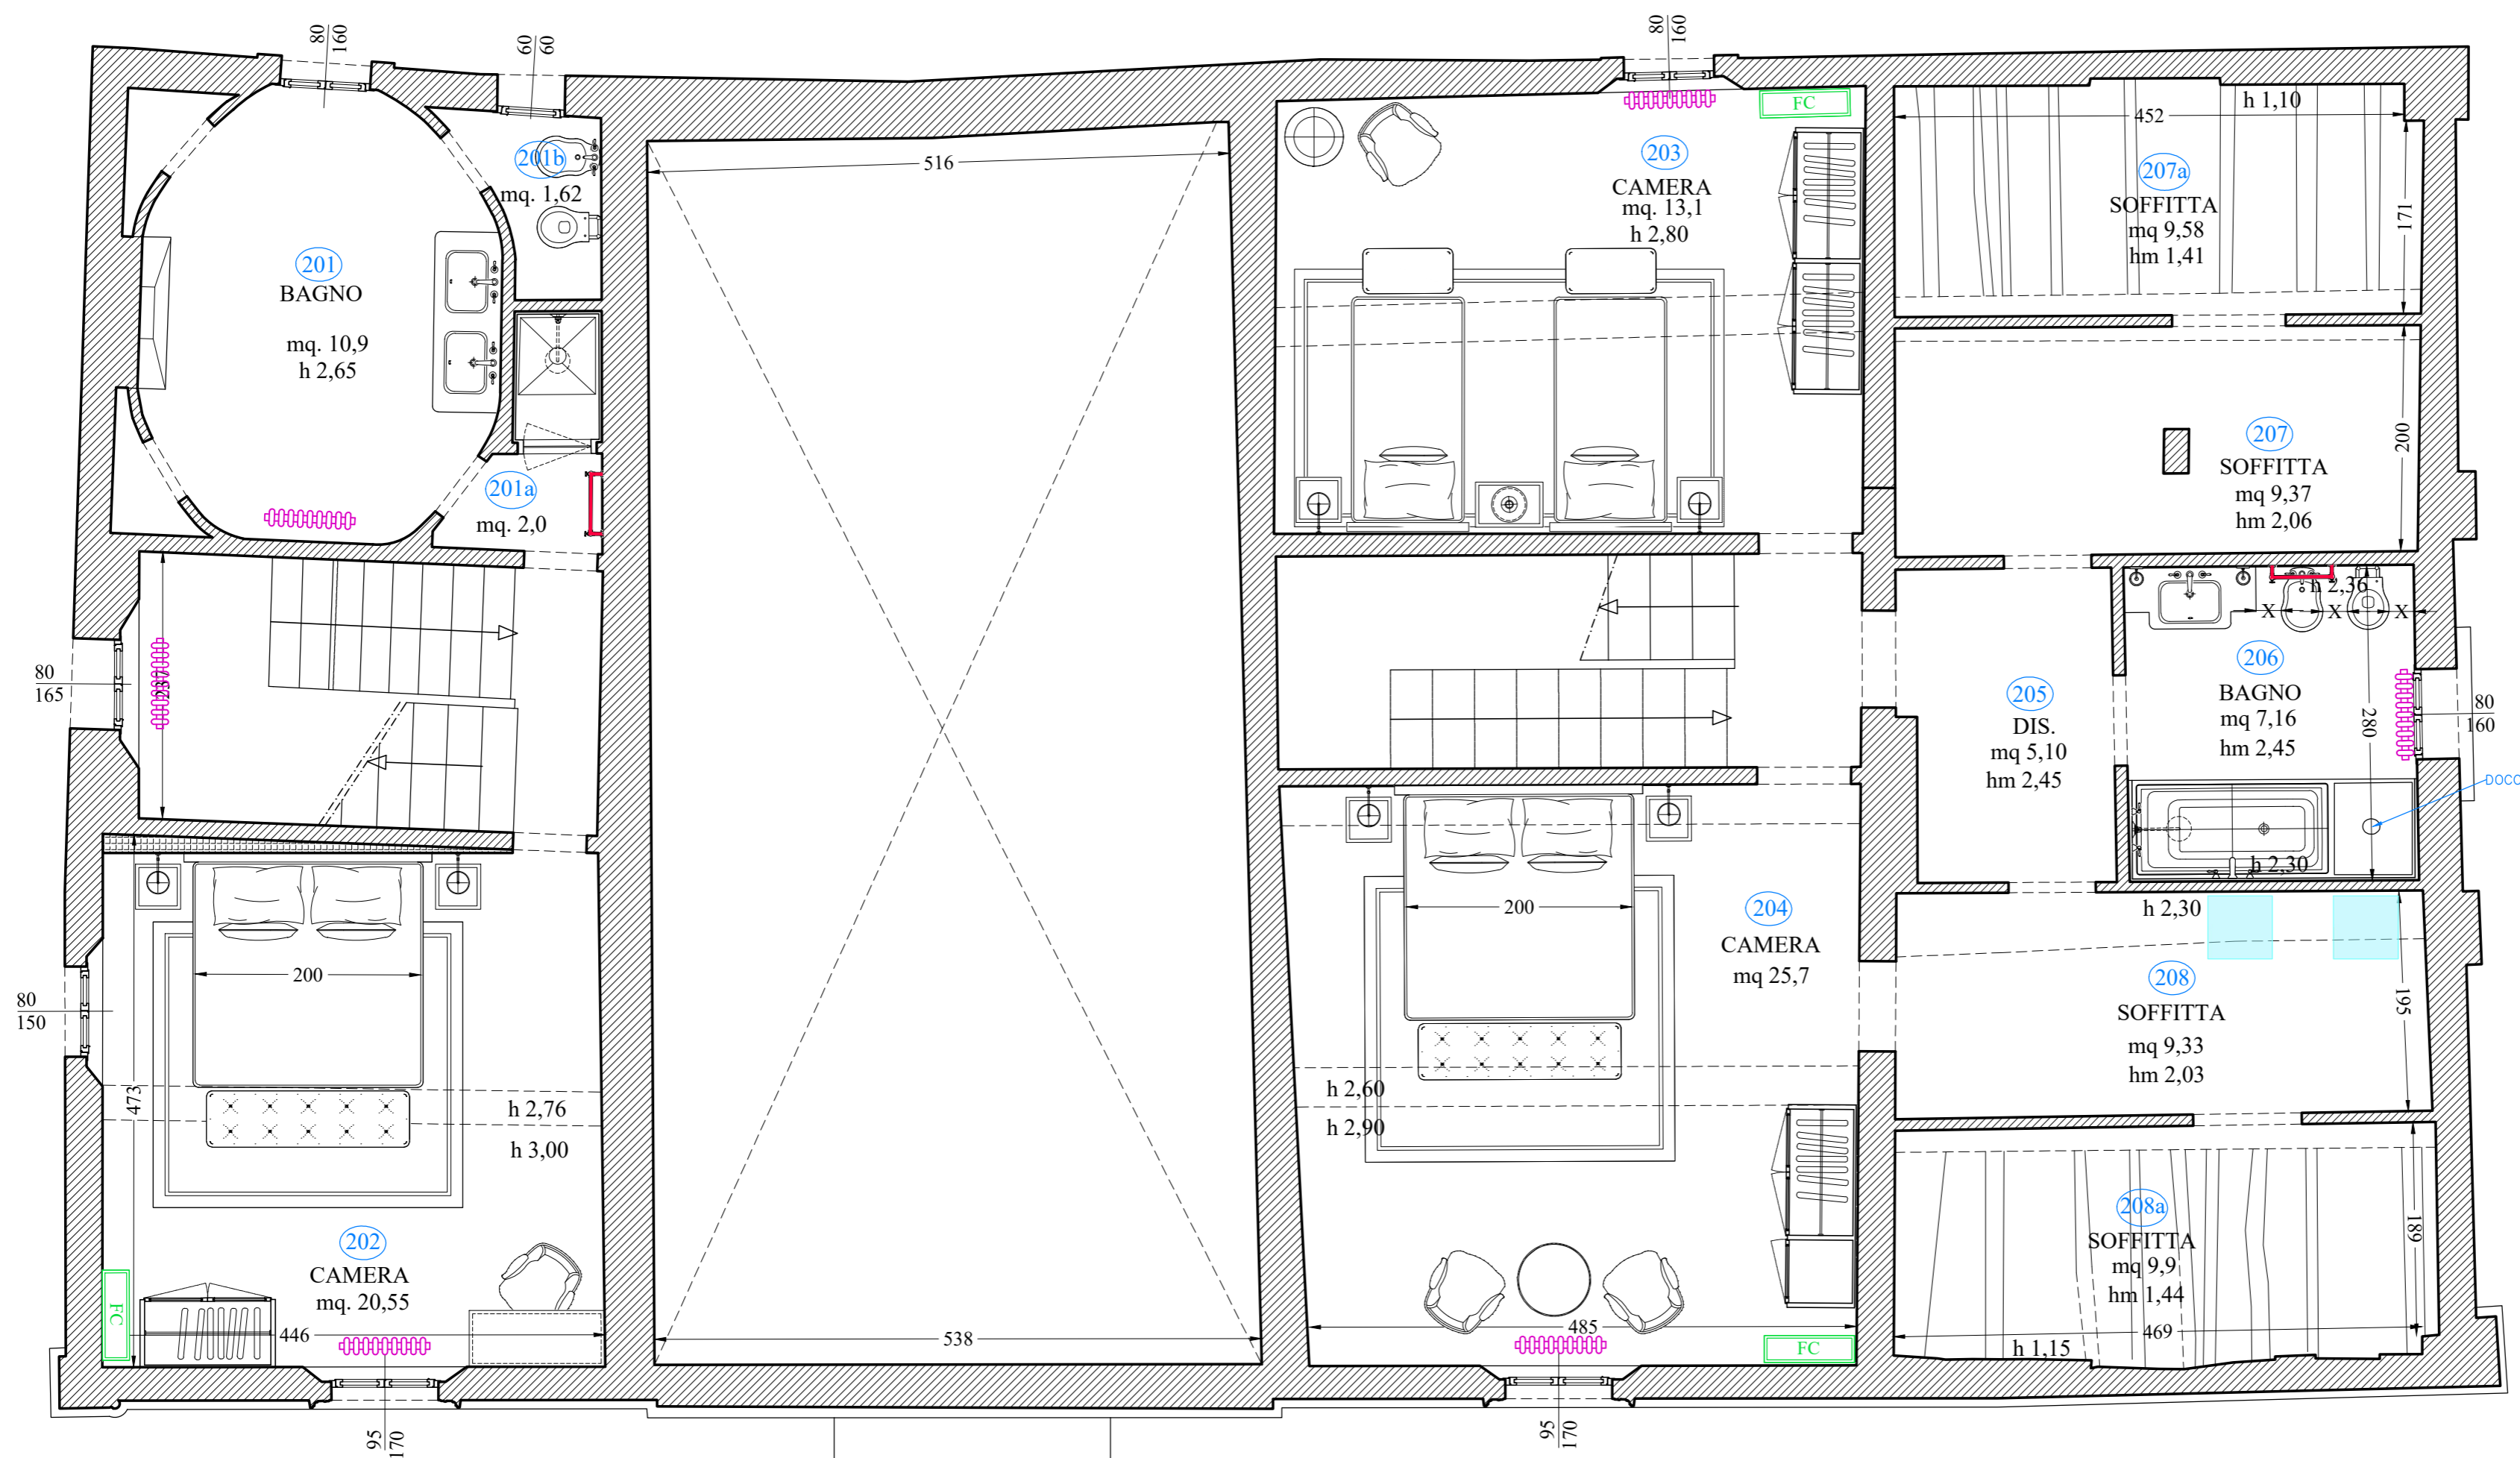 80
160
60
60
80
160
201b
mq. 1,62
516
203
CAMERA
mq. 13,1
h 2,80
FC
h 1,10
452
207a
SOFFITTA
mq 9,58
hm 1,41
171
201
BAGNO
mq. 10,9
h 2,65
201a
mq. 2,0
207
SOFFITTA
mq 9,37
hm 2,06
200
80
165
237
h 2,36
X
X
X
206
BAGNO
mq 7,16
hm 2,45
280
80
160
205
DIS.
mq 5,10
hm 2,45
DOCC
h 2,30
200
200
204
CAMERA
mq 25,7
h 2,30
208
SOFFITTA
mq 9,33
hm 2,03
195
80
150
473
h 2,76
h 3,00
h 2,60
h 2,90
202
CAMERA
mq. 20,55
FC
446
538
485
FC
208a
SOFFITTA
mq 9,9
hm 1,44
189
469
h 1,15
95
170
95
170